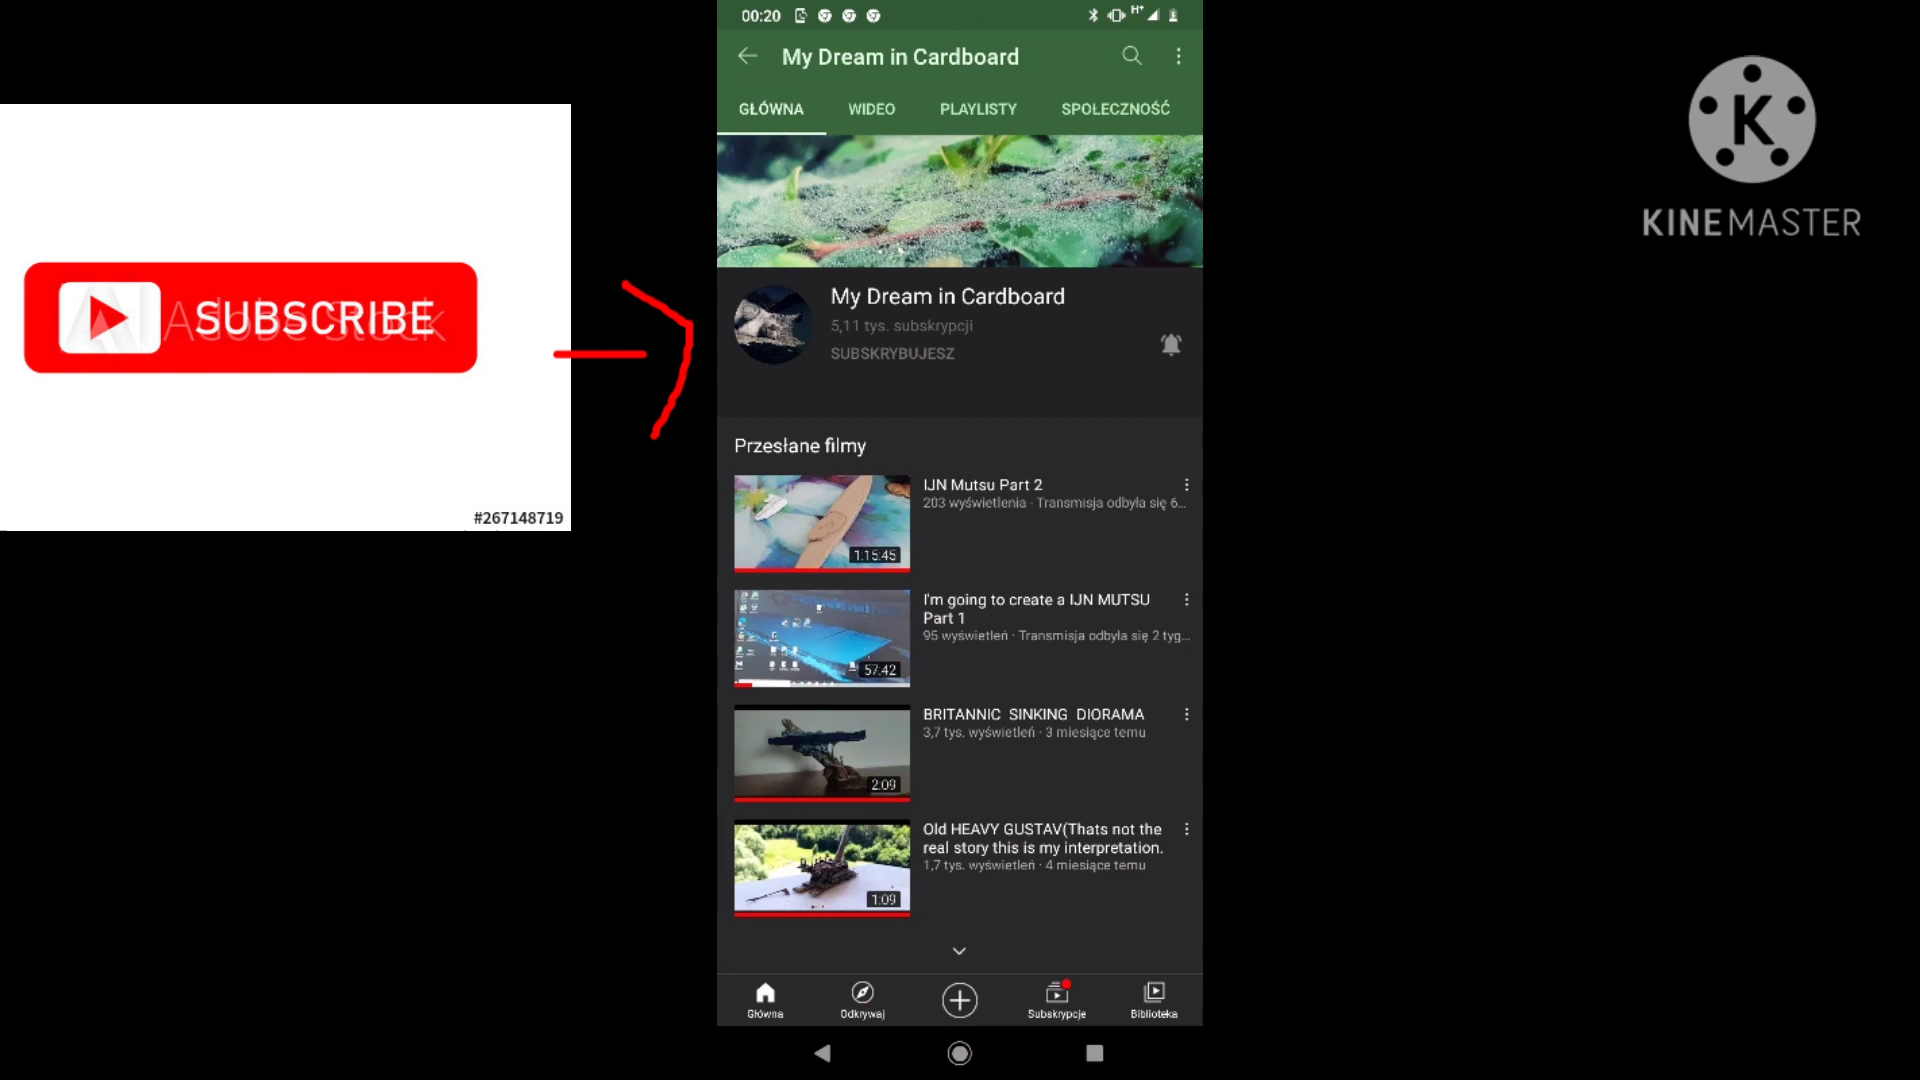 00:20
H+
My Dream in Cardboard
GŁÓWNA WIDEO PLAYLISTY SPOŁECZNOŚĆ
K
KINEMASTER
Adobe Stock
SUBSCRIBE
#267148719
My Dream in Cardboard
5,11 tys. subskrypcji
SUBSKRYBUJESZ
Przesłane filmy
1:15:45
IJN Mutsu Part 2
203 wyświetlenia · Transmisja odbyła się 6...
57:42
I'm going to create a IJN MUTSU
Part 1
95 wyświetleń · Transmisja odbyła się 2 tyg...
2:09
BRITANNIC SINKING DIORAMA
3,7 tys. wyświetleń · 3 miesiące temu
1:09
Old HEAVY GUSTAV(Thats not the
real story this is my interpretation.
1,7 tys. wyświetleń · 4 miesiące temu
Główna Odkrywaj Subskrypcje Biblioteka